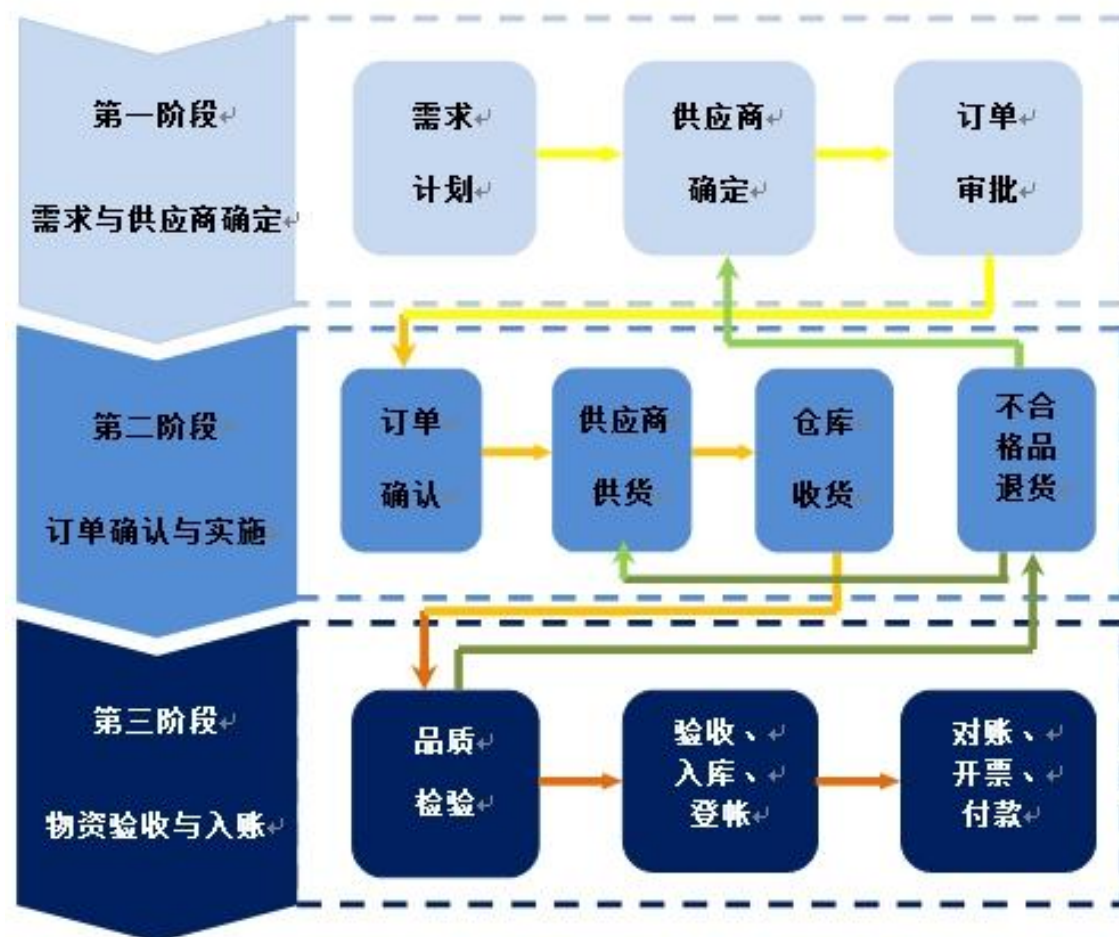 第一阶段
需求与供应商确定
需求
计划
供应商
确定
订单
审批
第二阶段
订单确认与实施
订单
确认
供应商
供货
仓库
收货
不合
格品
退货
第三阶段
物资验收与入账
品质
检验
验收、
入库、
登帐
对账、
开票、
付款